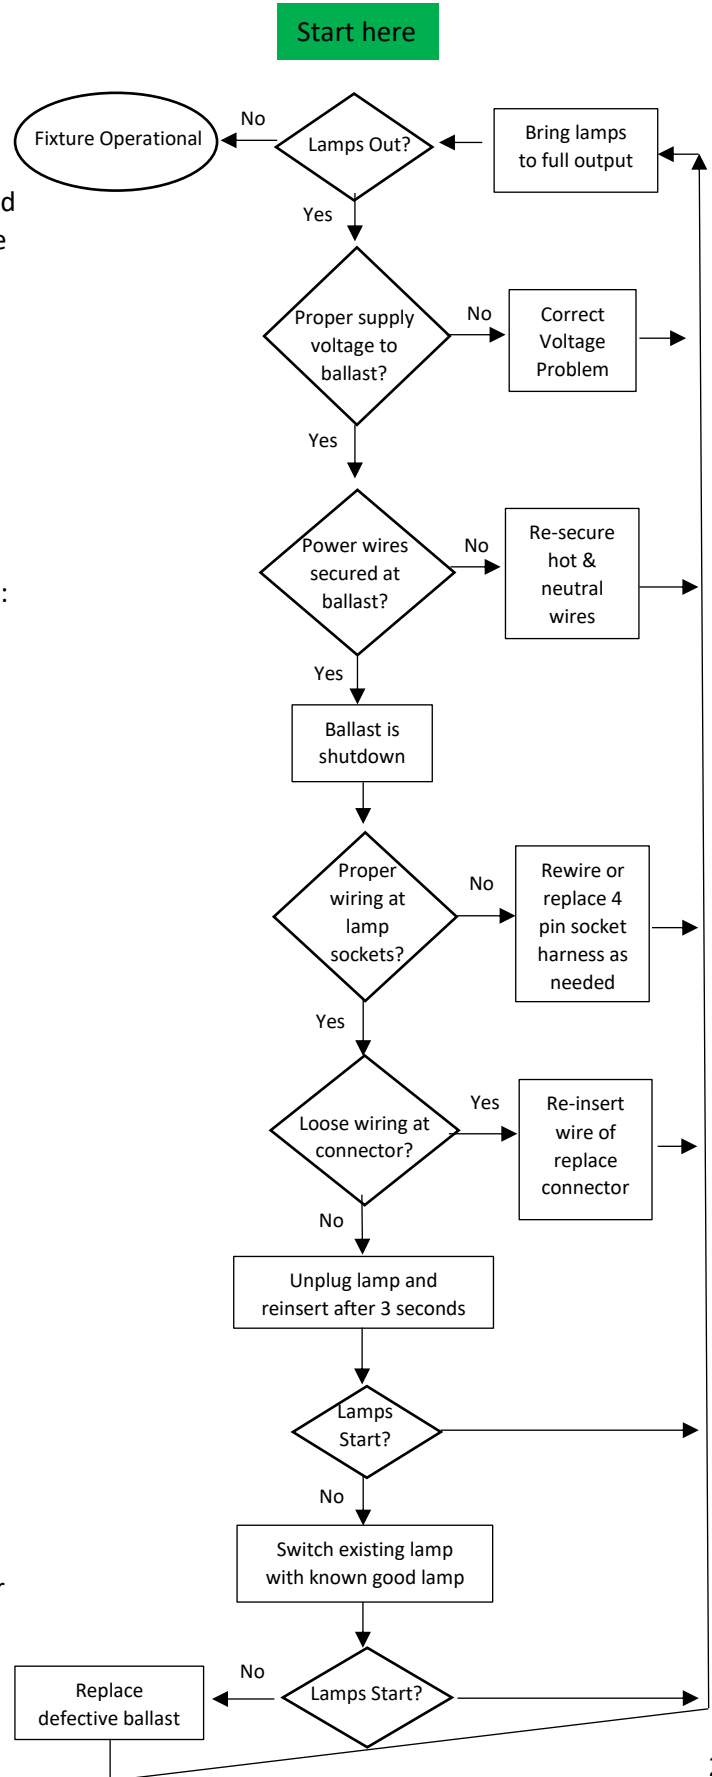 Start here
Fixture Operational
No
Lamps Out?
Bring lamps
to full output
d
e
Yes
Proper supply
voltage to
ballast?
No
Correct
Voltage
Problem
Yes
Power wires
secured at
ballast?
No
Re-secure
hot &
neutral
wires
:
Yes
Ballast is
shutdown
Proper
wiring at
lamp
sockets?
No
Rewire or
replace 4
pin socket
harness as
needed
Yes
Loose wiring at
connector?
Yes
Re-insert
wire of
replace
connector
No
Unplug lamp and
reinsert after 3 seconds
Lamps
Start?
No
Switch existing lamp
with known good lamp
r
Lamps Start?
No
Replace
defective ballast